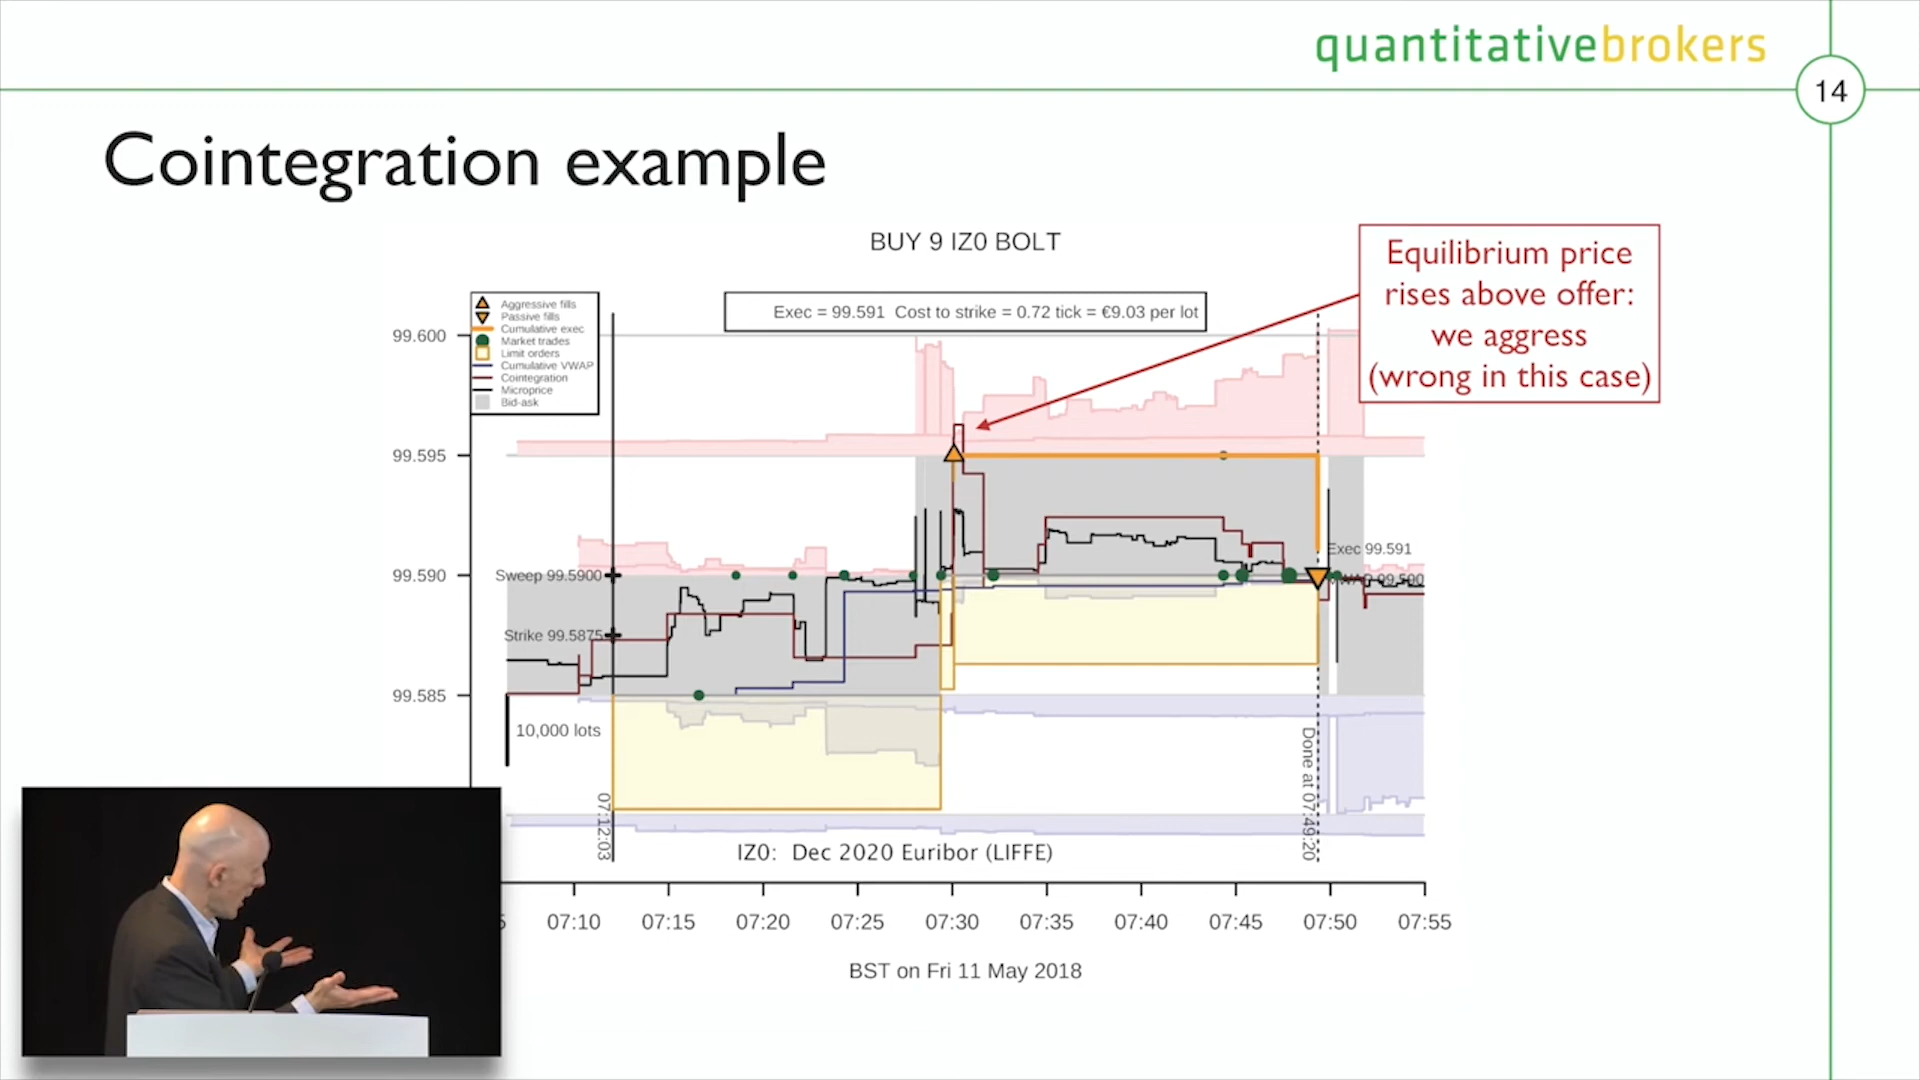 quantitativebrokers
14
Cointegration example
BUY 9 IZ0 BOLT
Equilibrium price
rises above offer:
we aggress
(wrong in this case)
Aggressive fills
Passive fills
Cumulative exec
Market trades
Limit orders
Cumulative VWAP
Cointegration
Microprice
Bid-ask
Exec = 99.591 Cost to strike = 0.72 tick = €9.03 per lot
99.600
99.595
99.590
99.585
Sweep 99.5900
Strike 99.5875
10,000 lots
07:12:03
Exec 99.591
Done at 07:49:20
IZ0: Dec 2020 Euribor (LIFFE)
07:10 07:15 07:20 07:25 07:30 07:35 07:40 07:45 07:50 07:55
BST on Fri 11 May 2018